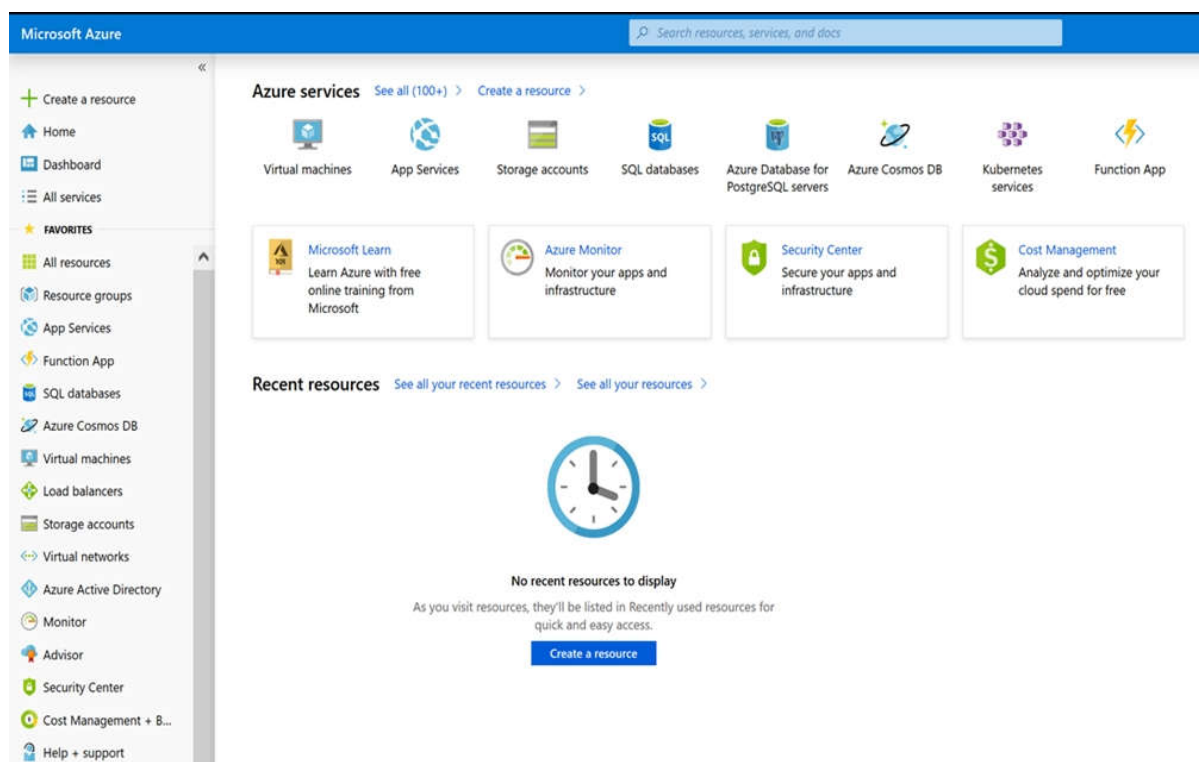 Microsoft Azure
Search resources, services, and docs
«
Create a resource
Home
Dashboard
All services
FAVORITES
All resources
Resource groups
App Services
Function App
SQL databases
Azure Cosmos DB
Virtual machines
Load balancers
Storage accounts
Virtual networks
Azure Active Directory
Monitor
Advisor
Security Center
Cost Management + B...
Help + support
Azure services See all (100+) > Create a resource >
Virtual machines
App Services
Storage accounts
SQL
SQL databases
Azure Database for
PostgreSQL servers
Azure Cosmos DB
Kubernetes
services
Function App
Microsoft Learn
Learn Azure with free
online training from
Microsoft
Azure Monitor
Monitor your apps and
infrastructure
Security Center
Secure your apps and
infrastructure
Cost Management
Analyze and optimize your
cloud spend for free
Recent resources See all your recent resources > See all your resources >
No recent resources to display
As you visit resources, they'll be listed in Recently used resources for
quick and easy access.
Create a resource